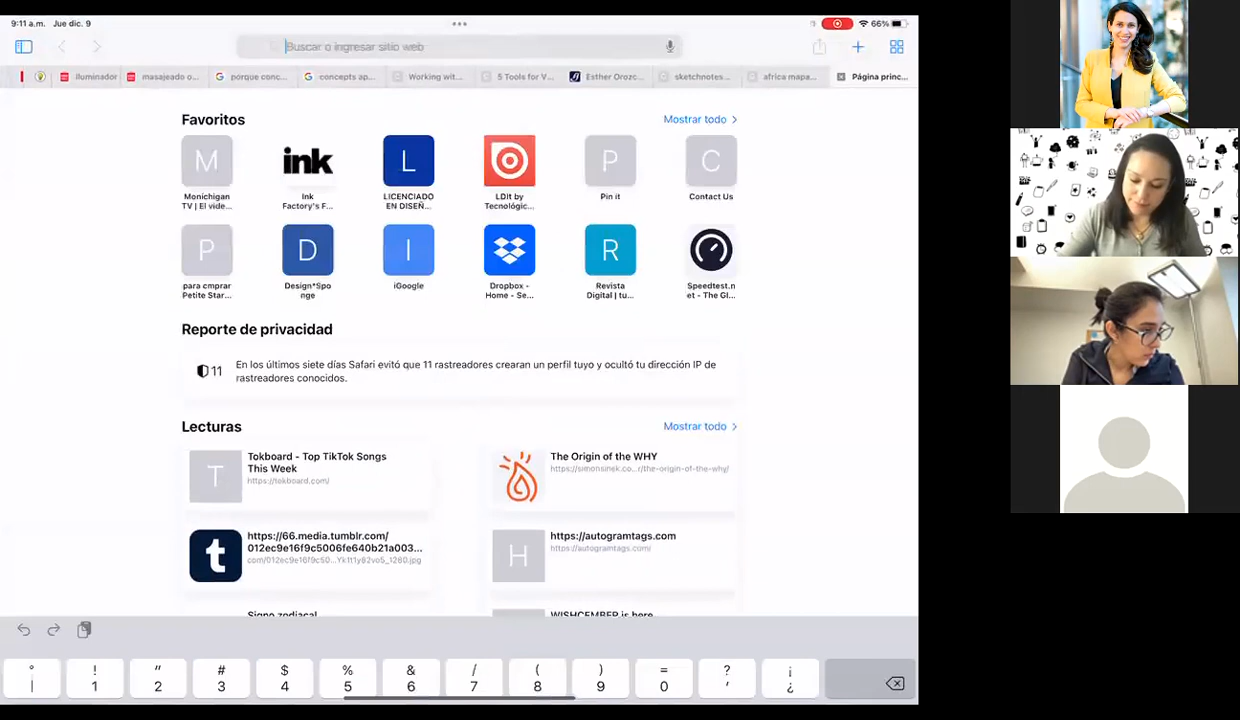 9:11 a.m. Jue dic. 9
66%
Buscar o ingresar sitio web
iluminador
masajeado o...
porque conc...
concepts ap...
Working wit...
5 Tools for V...
Esther Orozc...
sketchnotes...
africa mapa...
Página princ...
Favoritos
Mostrar todo
M
ink
L
P
C
Monichigan
TV | El vide...
Ink
Factory's F...
LICENCIADO
EN DISEÑ...
LDit by
Tecnológic...
Pin it
Contact Us
P
D
I
R
para cmprar
Petite Star...
Design*Spo
nge
iGoogle
Dropbox -
Home - Se...
Revista
Digital | tu...
Speedtest.n
et - The Gl...
Reporte de privacidad
11
En los últimos siete días Safari evitó que 11 rastreadores crearan un perfil tuyo y ocultó tu dirección IP de
rastreadores conocidos.
Lecturas
Mostrar todo
T
Tokboard - Top TikTok Songs
This Week
https://tokboard.com/
The Origin of the WHY
https://simonsinek.co...r/the-origin-of-the-why/
t
https://66.media.tumblr.com/
012ec9e16f9c5006fe640b21a003...
H
https://autogramtags.com
https://autogramtags.com/
Signo zodiacal
WISHCEMBER is here
° ! " # $ % & / ( ) = ? ¡
| 1 2 3 4 5 6 7 8 9 0 ' ¿